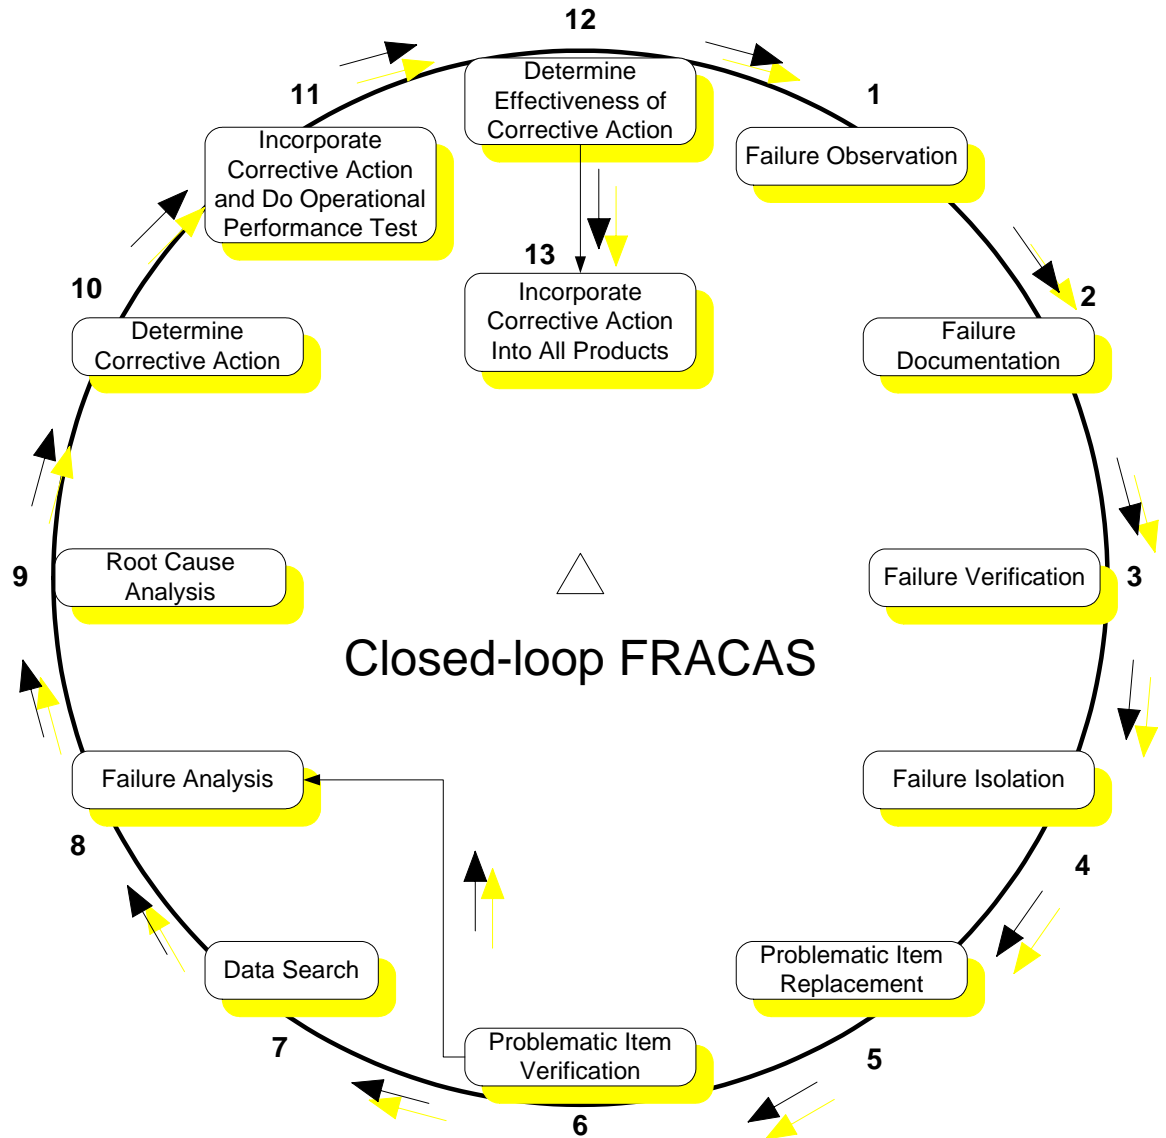 12
Determine
Effectiveness of
Corrective Action
1
Failure Observation
2
Failure
Documentation
3
Failure Verification
4
Failure Isolation
5
Problematic Item
Replacement
6
Problematic Item
Verification
7
Data Search
8
Failure Analysis
9
Root Cause
Analysis
10
Determine
Corrective Action
11
Incorporate
Corrective Action
and Do Operational
Performance Test
13
Incorporate
Corrective Action
Into All Products
Closed-loop FRACAS